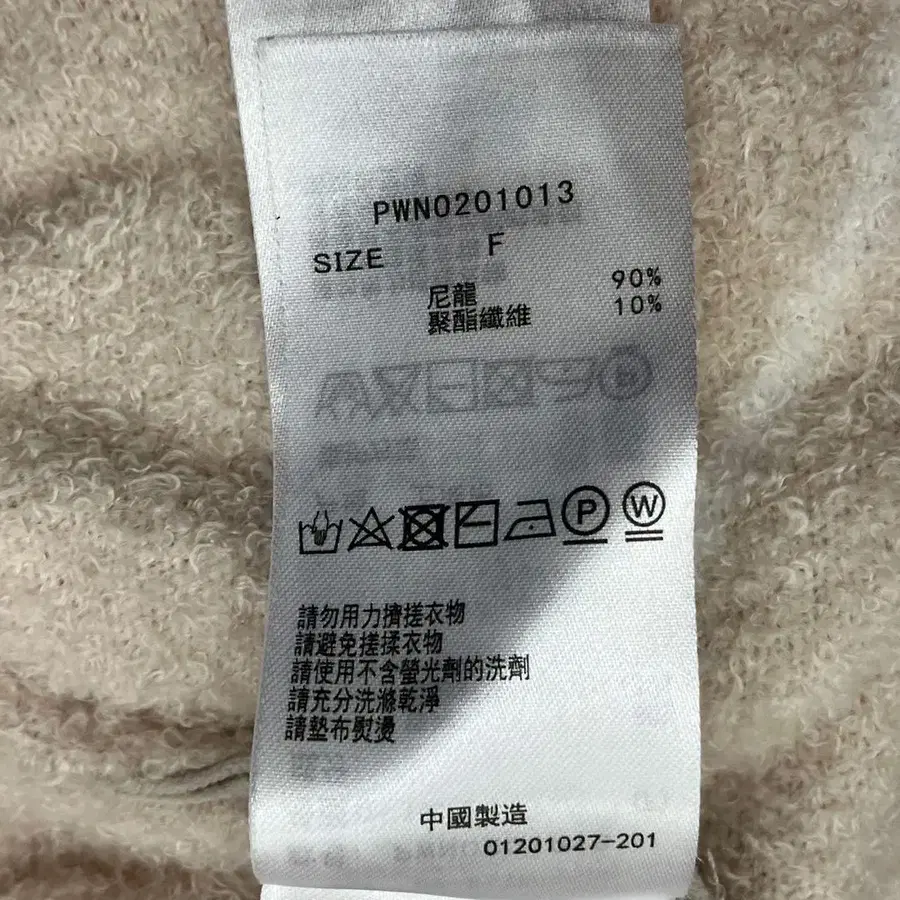 PWN0201013
SIZE F
尼龍 90%
聚酯纖維 10%
P W
請勿用力擠搓衣物
請避免搓揉衣物
請使用不含螢光劑的洗劑
請充分洗滌乾淨
請墊布熨燙
中國製造
01201027-201